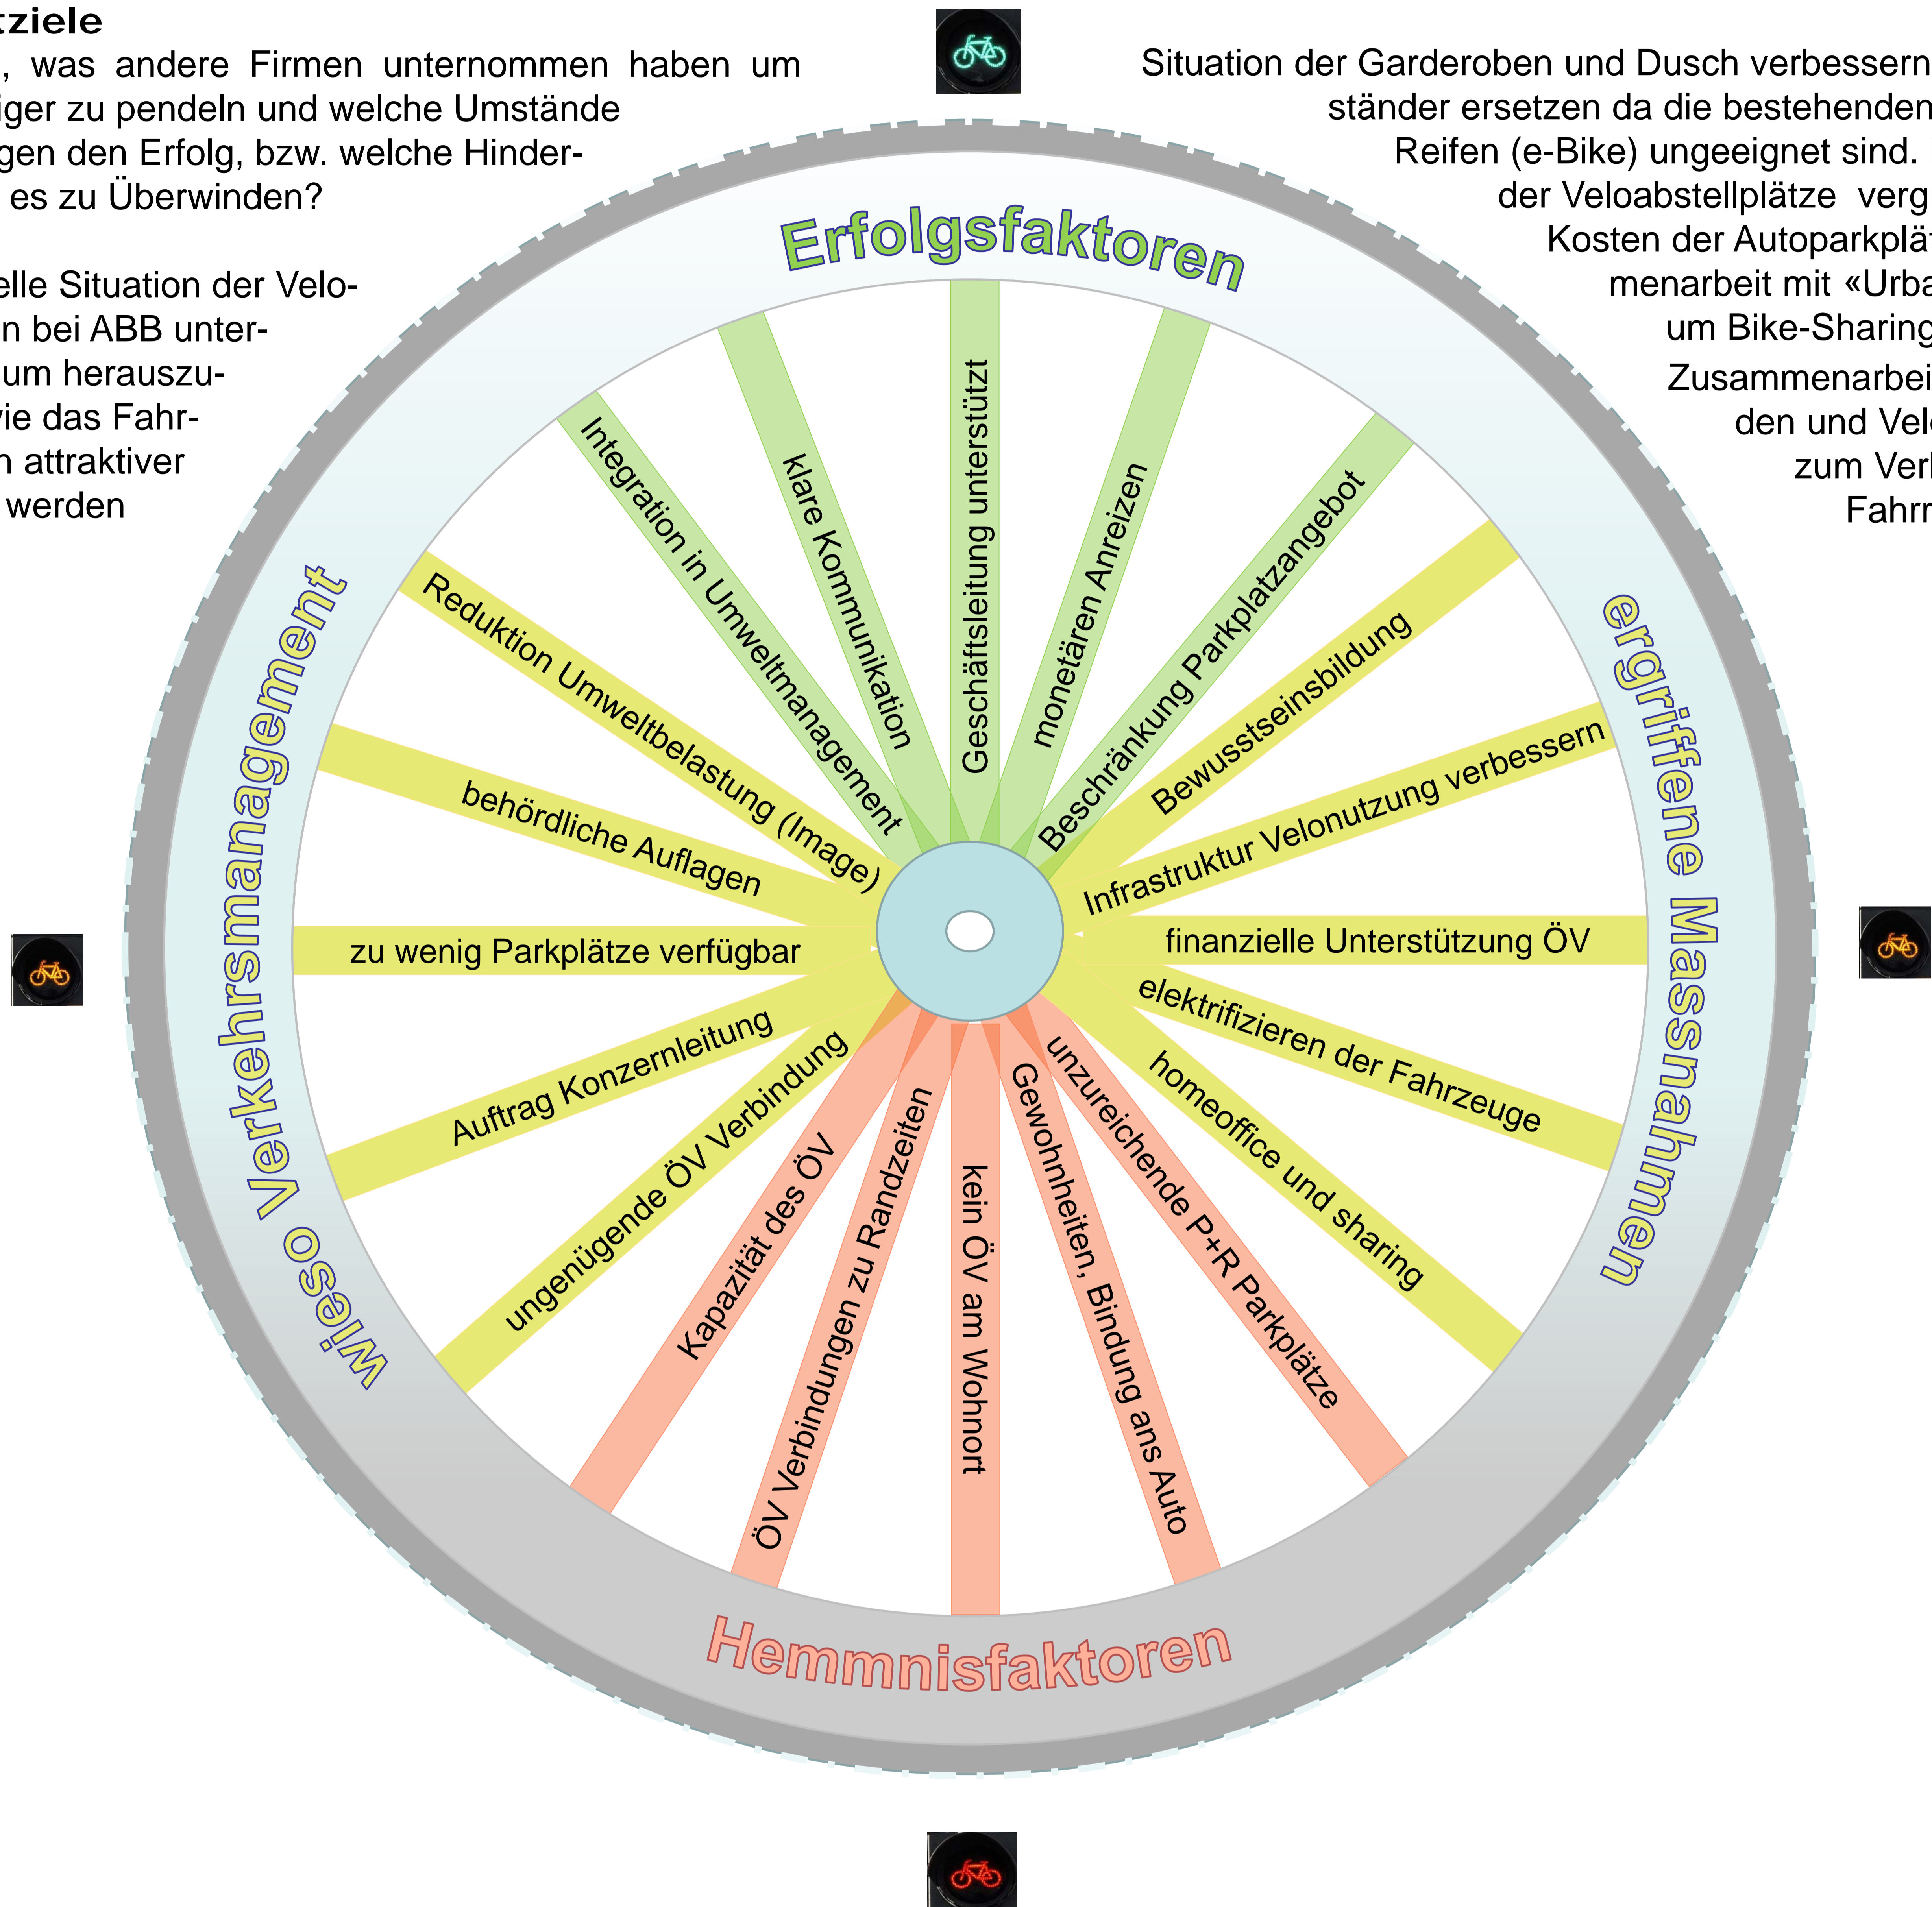 tziele
, was andere Firmen unternommen haben um
iger zu pendeln und welche Umstände
gen den Erfolg, bzw. welche Hinder-
es zu Überwinden?
elle Situation der Velo-
n bei ABB unter-
um herauszu-
wie das Fahr-
n attraktiver
werden
Situation der Garderoben und Dusch verbessern
ständer ersetzen da die bestehenden
Reifen (e-Bike) ungeeignet sind.
der Veloabstellplätze vergr
Kosten der Autoparkplät
menarbeit mit «Urba
um Bike-Sharing
Zusammenarbei
den und Vel
zum Ver
Fahrr
Erfolgsfaktoren
Integration in Umweltmanagement
klare Kommunikation
Geschäftsleitung unterstützt
monetären Anreizen
Beschränkung Parkplatzangebot
ergriffene Massnahmen
Bewusstseinsbildung
Infrastruktur Velonutzung verbessern
finanzielle Unterstützung ÖV
elektrifizieren der Fahrzeuge
homeoffice und sharing
Hemmnisfaktoren
unzureichende P+R Parkplätze
Gewohnheiten, Bindung ans Auto
kein ÖV am Wohnort
ÖV Verbindungen zu Randzeiten
Kapazität des ÖV
wieso Verkehrsmanagement
ungenügende ÖV Verbindung
Auftrag Konzernleitung
zu wenig Parkplätze verfügbar
behördliche Auflagen
Reduktion Umweltbelastung (Image)